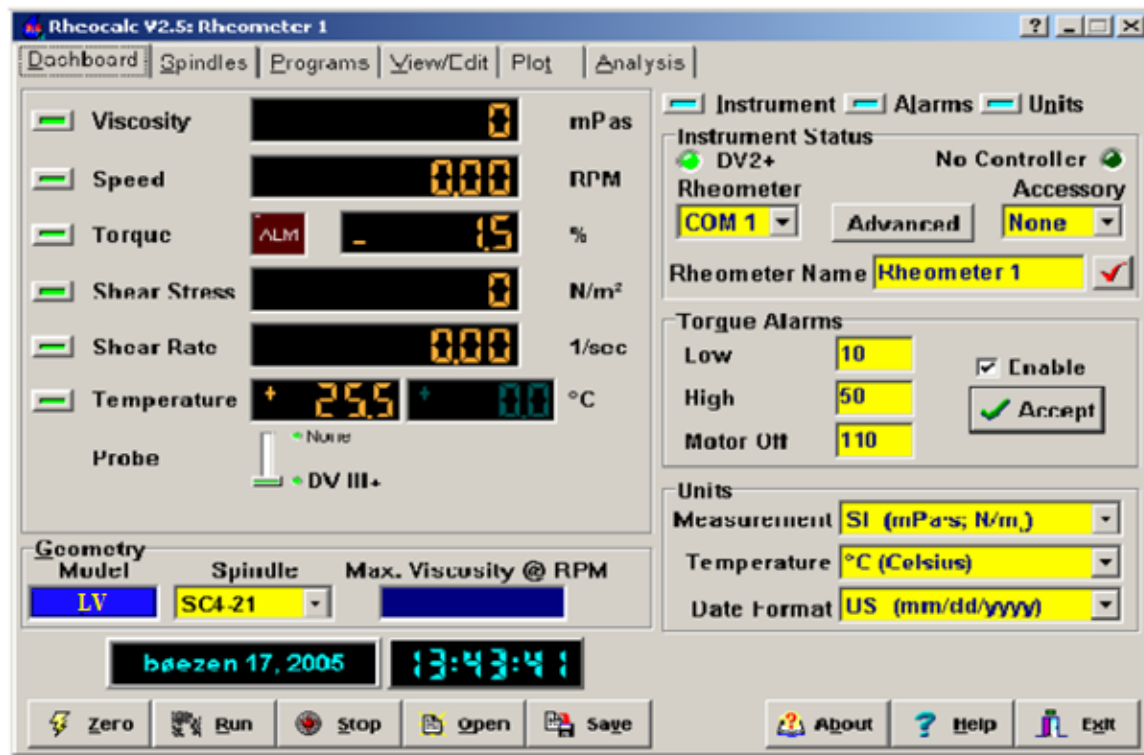 Rheocalc V2.5: Rheometer 1
Dashboard Spindles Programs View/Edit Plot Analysis
Viscosity 0 mPas
Speed 0.00 RPM
Torque ALM - 1.5 %
Shear Stress 0 N/m²
Shear Rate 0.00 1/sec
Temperature + 25.5 + 0.0 °C
Probe
None
DV III+
Geometry
Model Spindle Max. Viscosity @ RPM
LV SC4-21
bøezen 17, 2005 13:43:41
Instrument Alarms Units
Instrument Status
DV2+ No Controller
Rheometer Accessory
COM 1 Advanced None
Rheometer Name Rheometer 1
Torque Alarms
Low 10
Enable
High 50
Accept
Motor Off 110
Units
Measurement SI (mPa·s; N/m,)
Temperature °C (Celsius)
Date Format US (mm/dd/yyyy)
Zero Run Stop Open Save About Help Exit